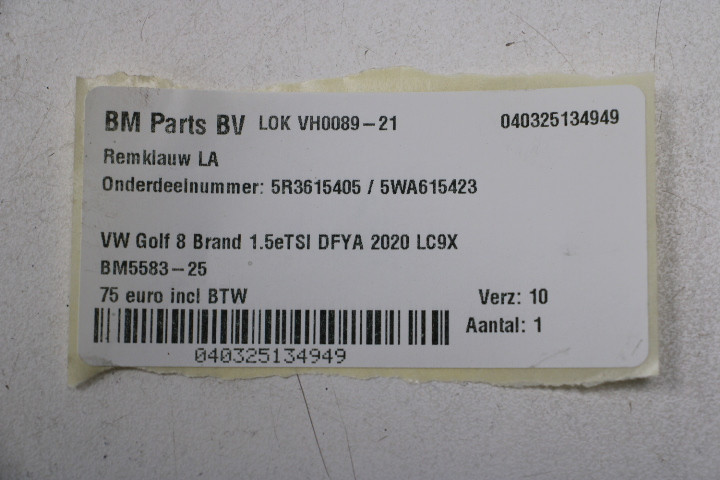 BM Parts BV LOK VH0089-21 040325134949
Remklauw LA
Onderdeelnummer: 5R3615405 / 5WA615423
VW Golf 8 Brand 1.5eTSI DFYA 2020 LC9X
BM5583-25
75 euro incl BTW Verz: 10
Aantal: 1
040325134949